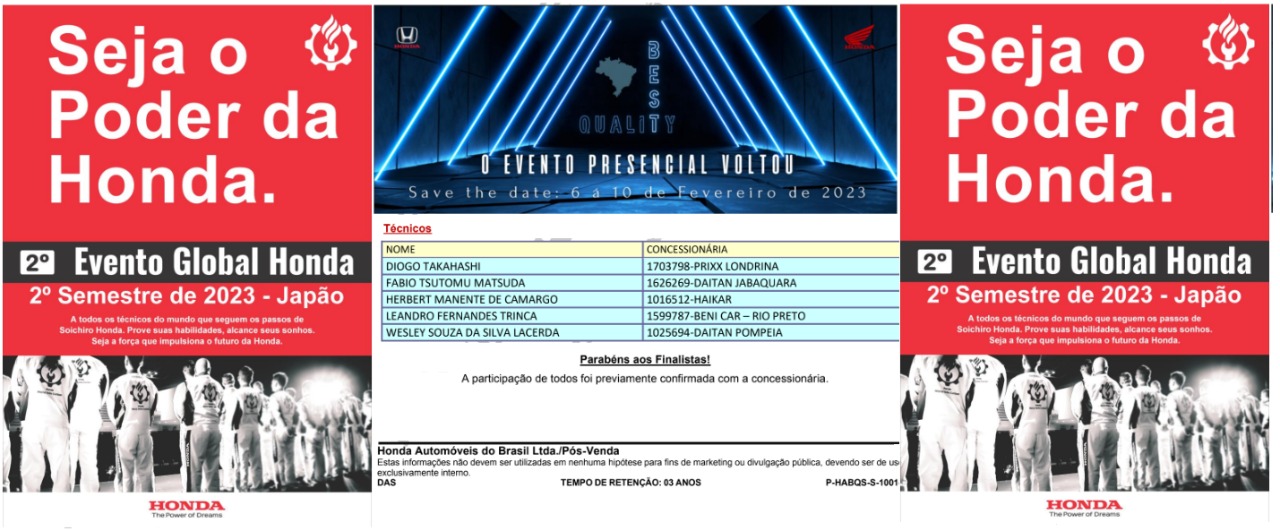 Seja o
Poder da
Honda.
2º Evento Global Honda
2º Semestre de 2023 - Japão
A todos os técnicos do mundo que seguem os passos de
Soichiro Honda. Prove suas habilidades, alcance seus sonhos.
Seja a força que impulsiona o futuro da Honda.
HONDA
The Power of Dreams
HONDA
HONDA
BEST
QUALITY
O EVENTO PRESENCIAL VOLTOU
Save the date: 6 á 10 de Fevereiro de 2023
Técnicos
NOME CONCESSIONÁRIA
DIOGO TAKAHASHI 1703798-PRIXX LONDRINA
FABIO TSUTOMU MATSUDA 1626269-DAITAN JABAQUARA
HERBERT MANENTE DE CAMARGO 1016512-HAIKAR
LEANDRO FERNANDES TRINCA 1599787-BENI CAR – RIO PRETO
WESLEY SOUZA DA SILVA LACERDA 1025694-DAITAN POMPEIA
Parabéns aos Finalistas!
A participação de todos foi previamente confirmada com a concessionária.
Honda Automóveis do Brasil Ltda./Pós-Venda
Estas informações não devem ser utilizadas em nenhuma hipótese para fins de marketing ou divulgação pública, devendo ser de us
exclusivamente interno.
DAS TEMPO DE RETENÇÃO: 03 ANOS P-HABQS-S-1001
Seja o
Poder da
Honda.
2º Evento Global Honda
2º Semestre de 2023 - Japão
A todos os técnicos do mundo que seguem os passos de
Soichiro Honda. Prove suas habilidades, alcance seus sonhos.
Seja a força que impulsiona o futuro da Honda.
HONDA
The Power of Dreams